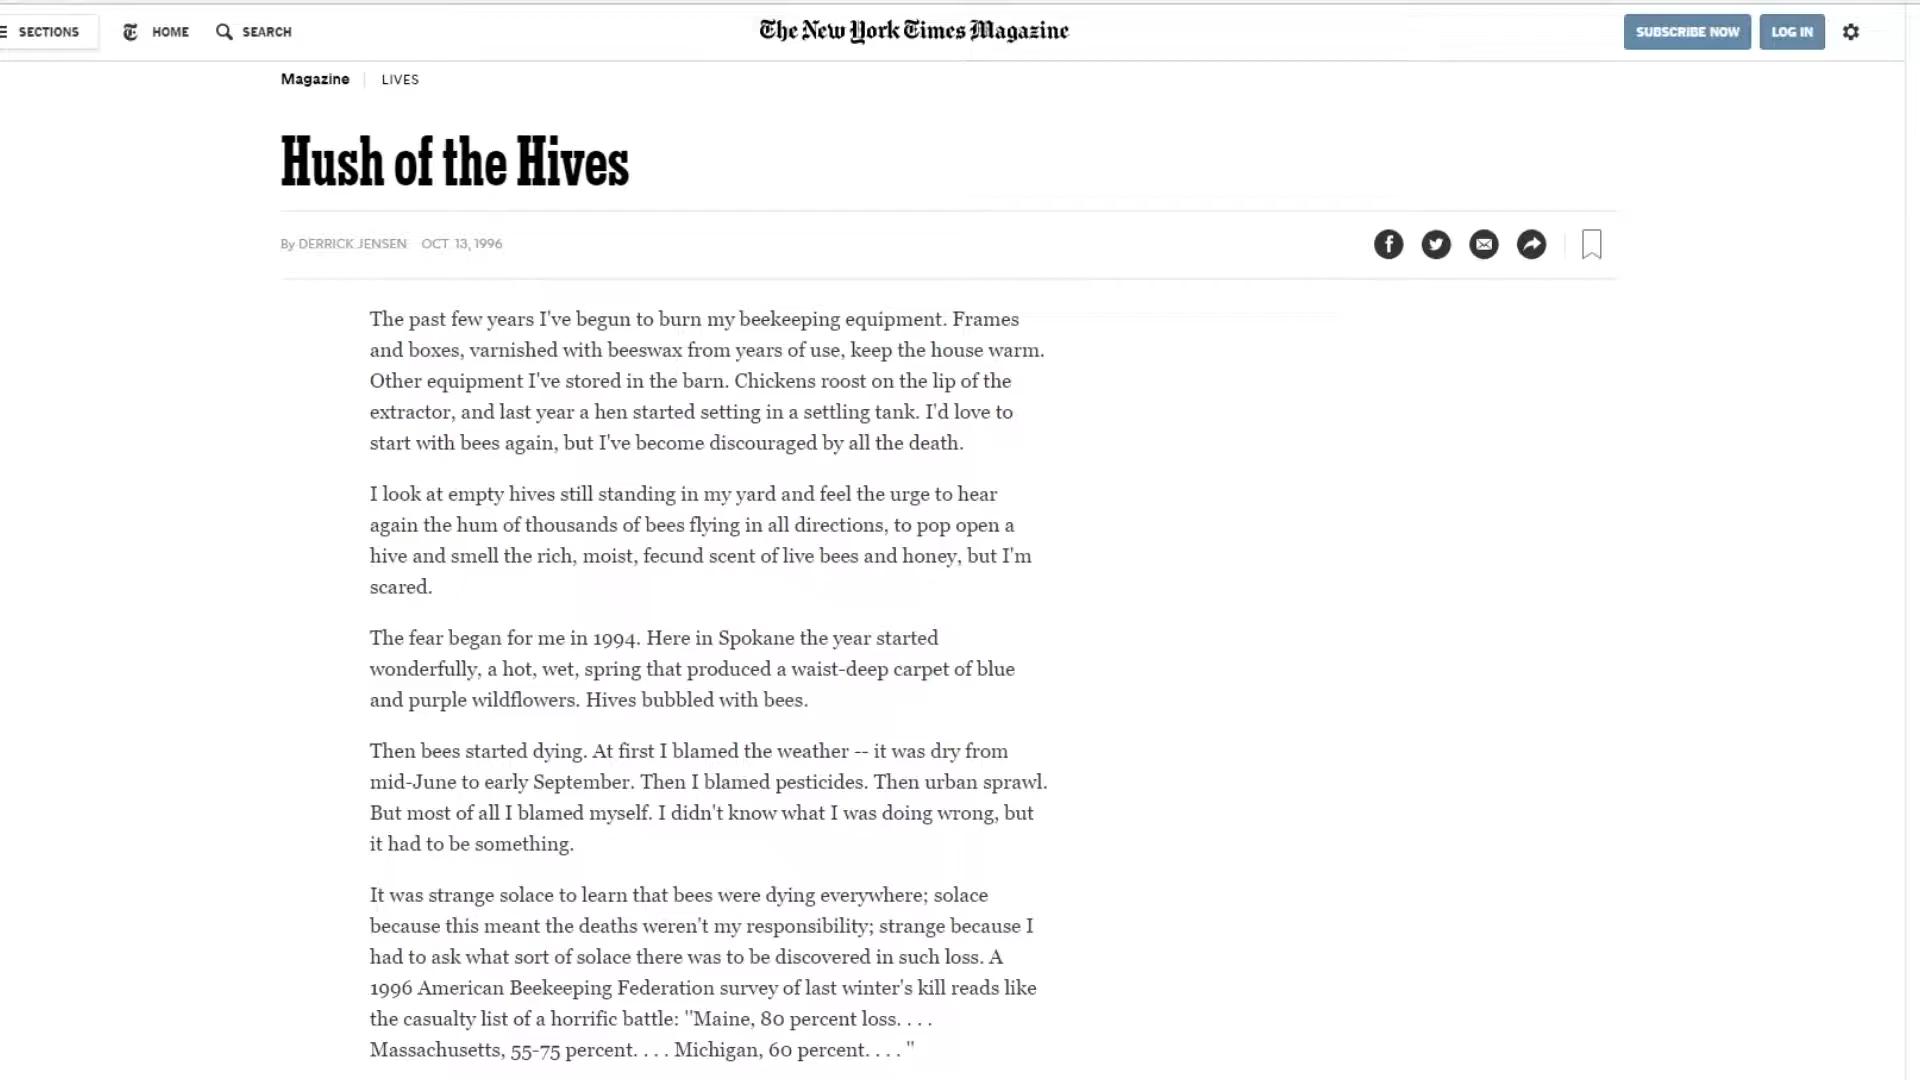 SECTIONS HOME SEARCH The New York Times Magazine SUBSCRIBE NOW LOG IN
Magazine LIVES
Hush of the Hives
By DERRICK JENSEN OCT. 13, 1996
The past few years I've begun to burn my beekeeping equipment. Frames
and boxes, varnished with beeswax from years of use, keep the house warm.
Other equipment I've stored in the barn. Chickens roost on the lip of the
extractor, and last year a hen started setting in a settling tank. I'd love to
start with bees again, but I've become discouraged by all the death.
I look at empty hives still standing in my yard and feel the urge to hear
again the hum of thousands of bees flying in all directions, to pop open a
hive and smell the rich, moist, fecund scent of live bees and honey, but I'm
scared.
The fear began for me in 1994. Here in Spokane the year started
wonderfully, a hot, wet, spring that produced a waist-deep carpet of blue
and purple wildflowers. Hives bubbled with bees.
Then bees started dying. At first I blamed the weather -- it was dry from
mid-June to early September. Then I blamed pesticides. Then urban sprawl.
But most of all I blamed myself. I didn't know what I was doing wrong, but
it had to be something.
It was strange solace to learn that bees were dying everywhere; solace
because this meant the deaths weren't my responsibility; strange because I
had to ask what sort of solace there was to be discovered in such loss. A
1996 American Beekeeping Federation survey of last winter's kill reads like
the casualty list of a horrific battle: ''Maine, 80 percent loss. . . .
Massachusetts, 55-75 percent. . . . Michigan, 60 percent. . . . ''